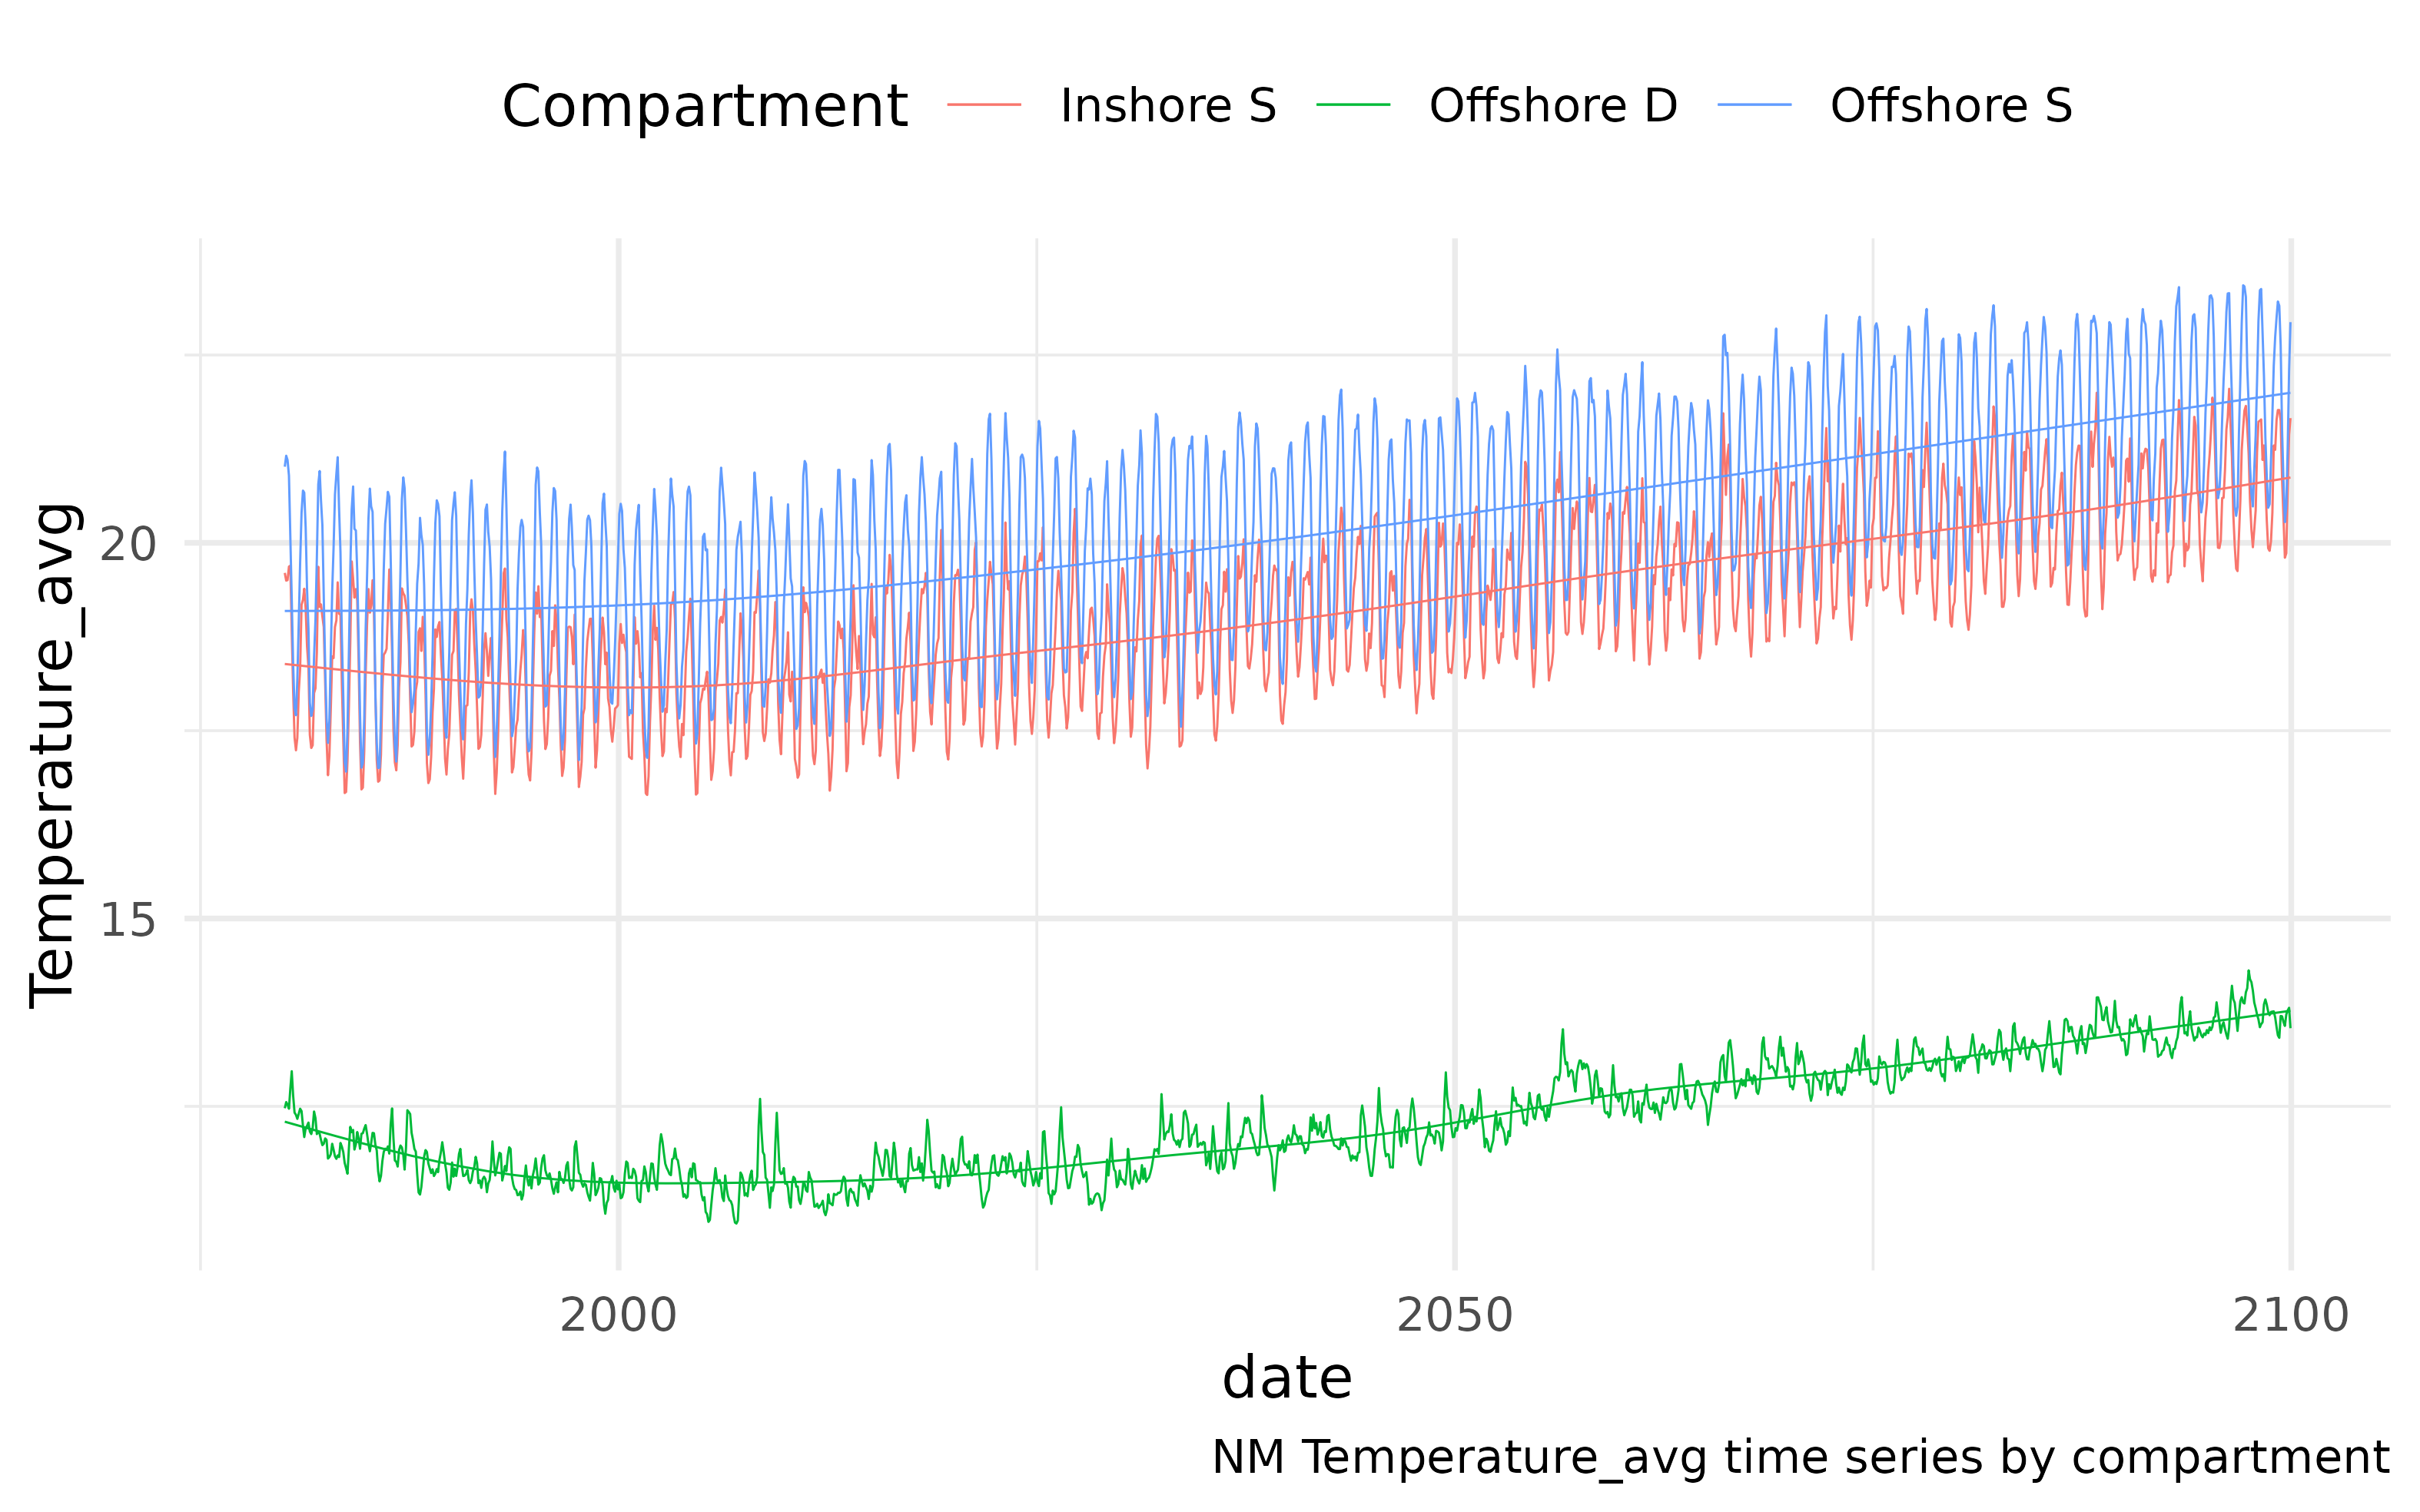 Compartment Inshore S Offshore D Offshore S
Temperature_avg
20
15
2000 2050 2100
date
NM Temperature_avg time series by compartment